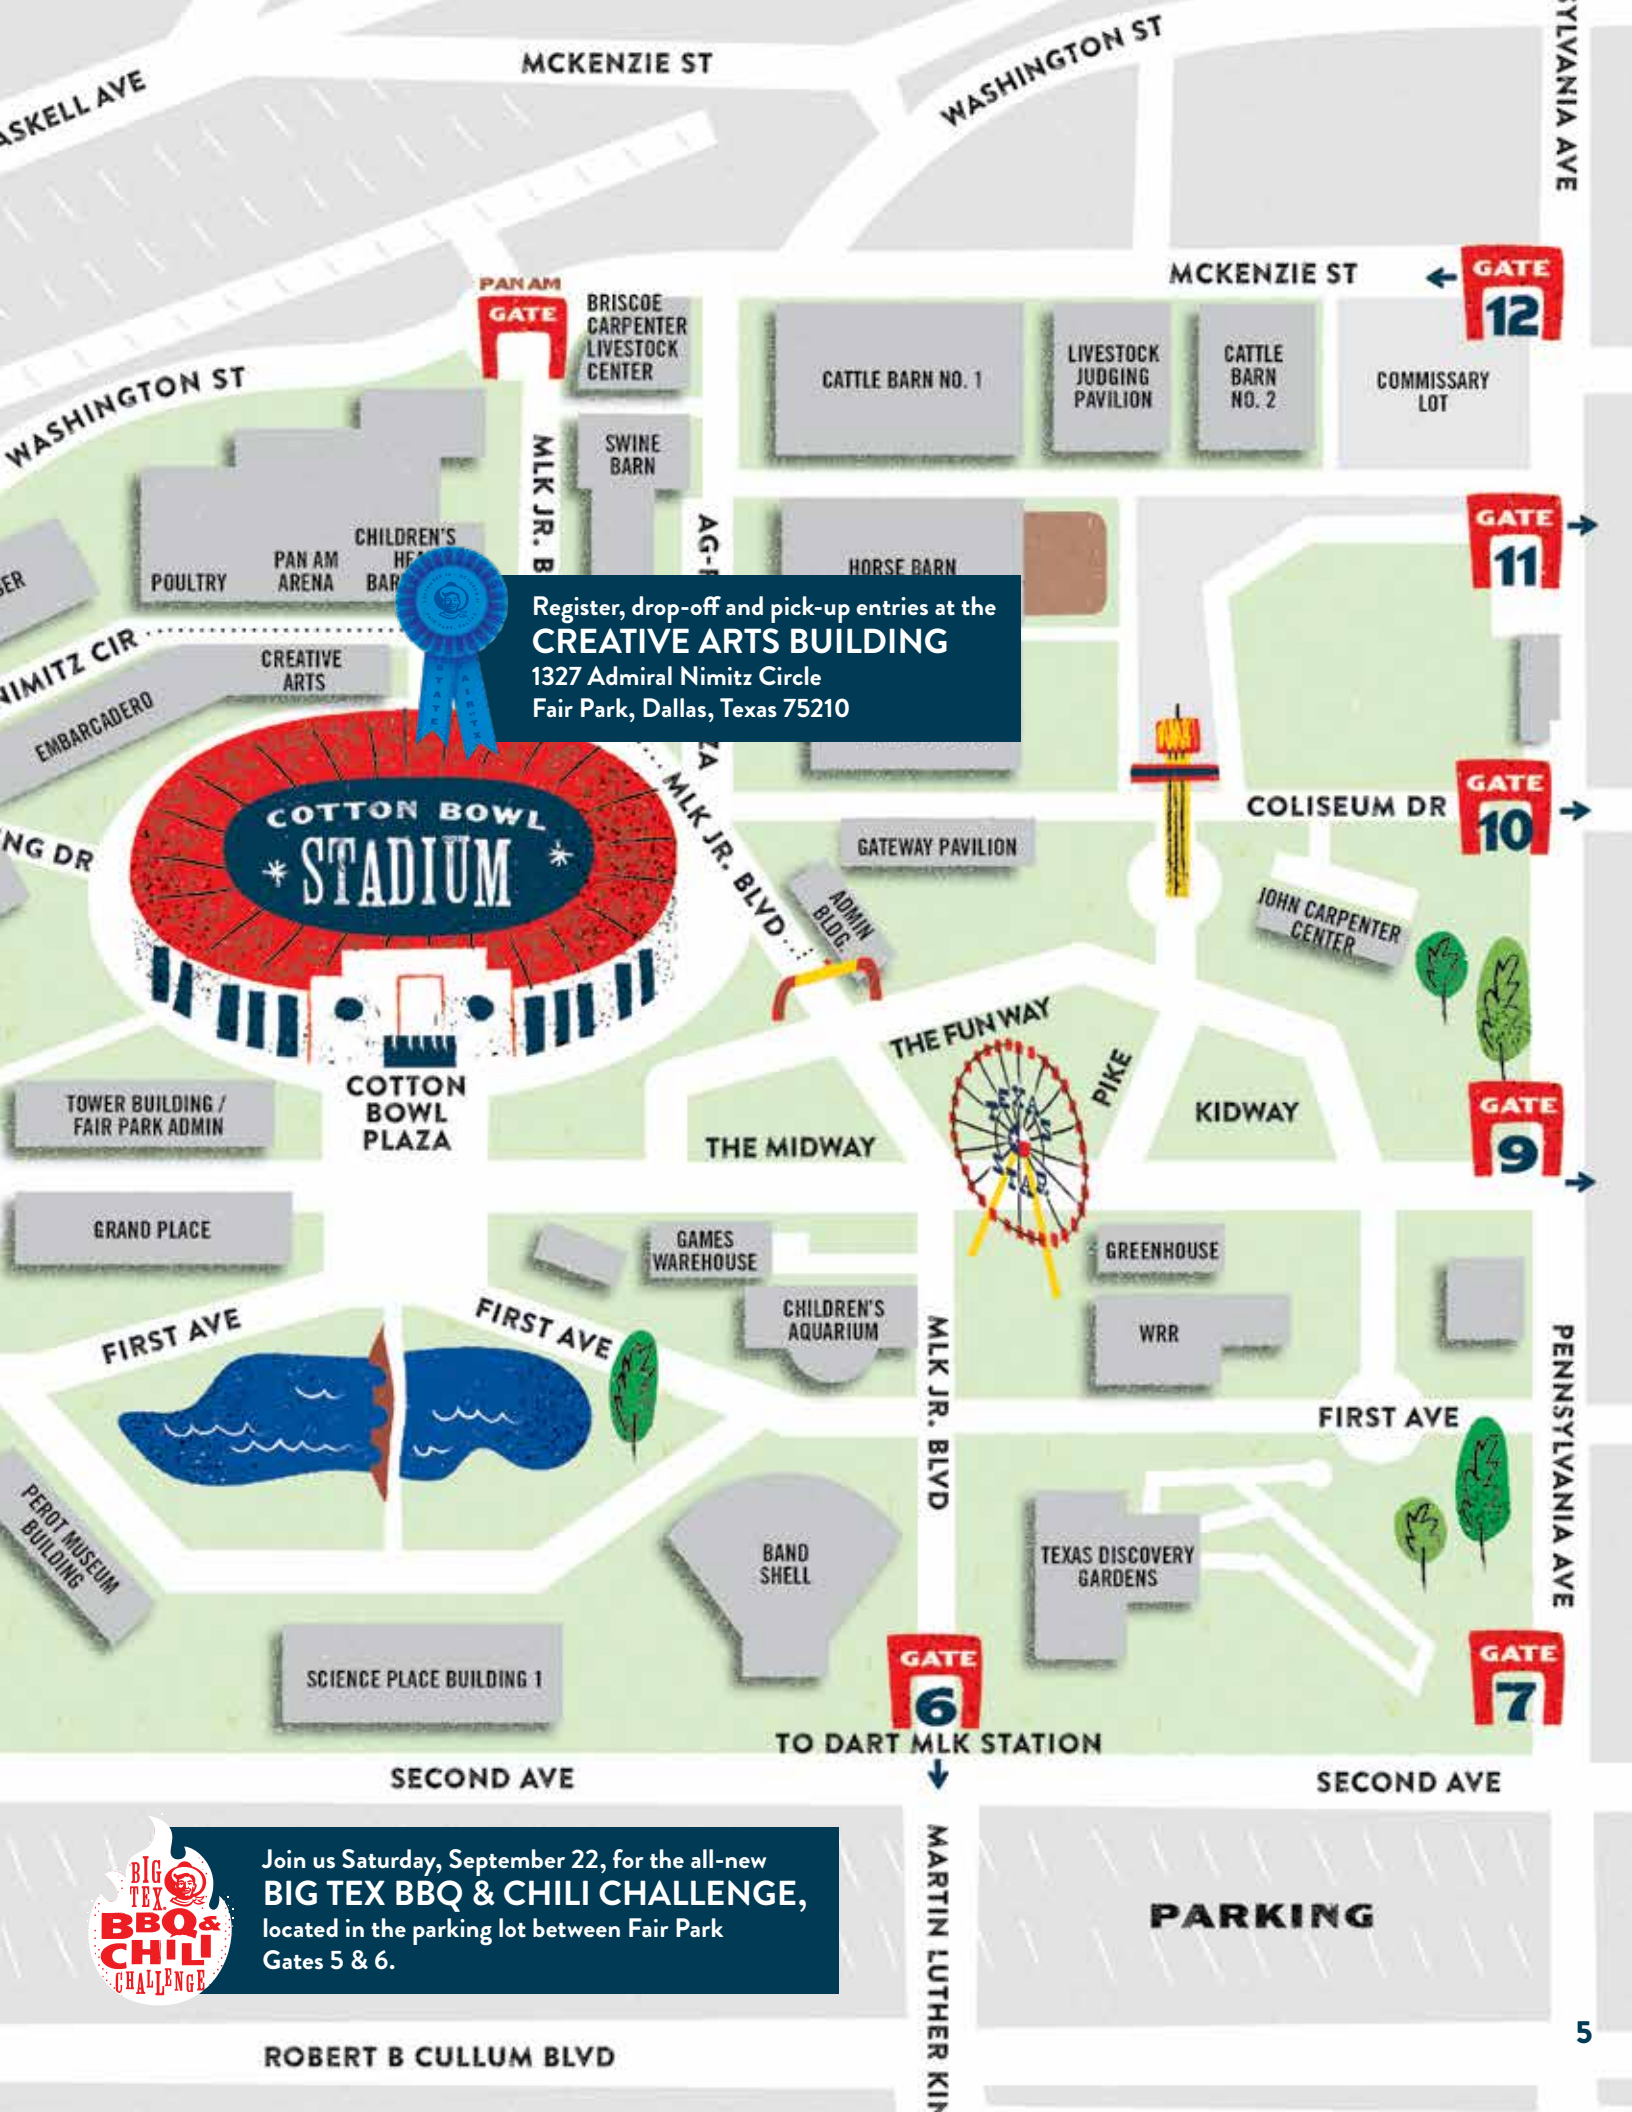 MCKENZIE ST
WASHINGTON ST
ASKELL AVE
SYLVANIA AVE
MCKENZIE ST
GATE
12
PAN AM
GATE
BRISCOE
CARPENTER
LIVESTOCK
CENTER
CATTLE BARN NO. 1
LIVESTOCK
JUDGING
PAVILION
CATTLE
BARN
NO. 2
COMMISSARY
LOT
WASHINGTON ST
SWINE
BARN
MLK JR. B
GATE
11
AG-
ZA
HORSE BARN
POULTRY
PAN AM
ARENA
CHILDREN'S
HEA
BAR
NIMITZ CIR
CREATIVE
ARTS
EMBARCADERO
Register, drop-off and pick-up entries at the
CREATIVE ARTS BUILDING
1327 Admiral Nimitz Circle
Fair Park, Dallas, Texas 75210
COTTON BOWL
STADIUM
NG DR
MLK JR. BLVD
GATEWAY PAVILION
ADMIN
BLDG.
COLISEUM DR
GATE
10
JOHN CARPENTER
CENTER
THE FUNWAY
PIKE
KIDWAY
GATE
9
TOWER BUILDING /
FAIR PARK ADMIN
COTTON
BOWL
PLAZA
THE MIDWAY
GRAND PLACE
GAMES
WAREHOUSE
GREENHOUSE
CHILDREN'S
AQUARIUM
WRR
FIRST AVE
FIRST AVE
MLK JR. BLVD
FIRST AVE
PENNSYLVANIA AVE
PEROT MUSEUM
BUILDING
BAND
SHELL
TEXAS DISCOVERY
GARDENS
SCIENCE PLACE BUILDING 1
GATE
6
GATE
7
TO DART MLK STATION
SECOND AVE
SECOND AVE
BIG
TEX
BBQ &
CHILI
CHALLENGE
Join us Saturday, September 22, for the all-new
BIG TEX BBQ & CHILI CHALLENGE,
located in the parking lot between Fair Park
Gates 5 & 6.
MARTIN LUTHER KIN
PARKING
ROBERT B CULLUM BLVD
5